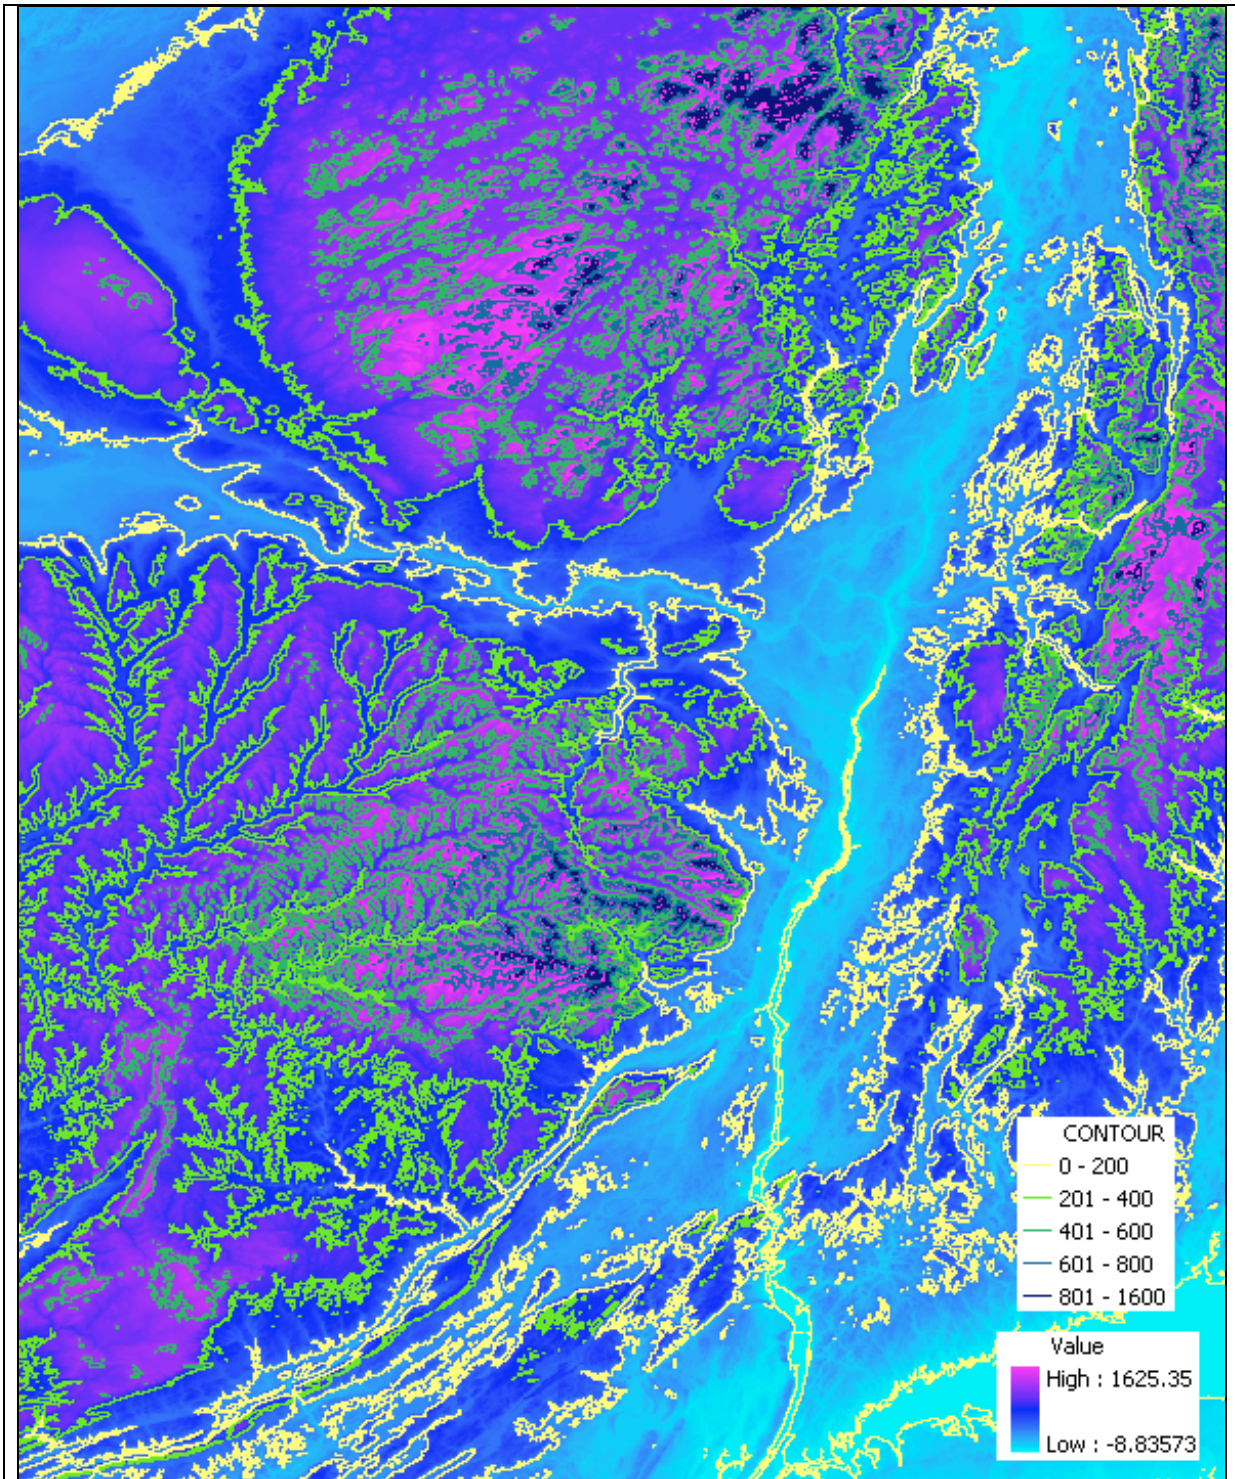 CONTOUR
0 - 200
201 - 400
401 - 600
601 - 800
801 - 1600
Value
High : 1625.35
Low : -8.83573